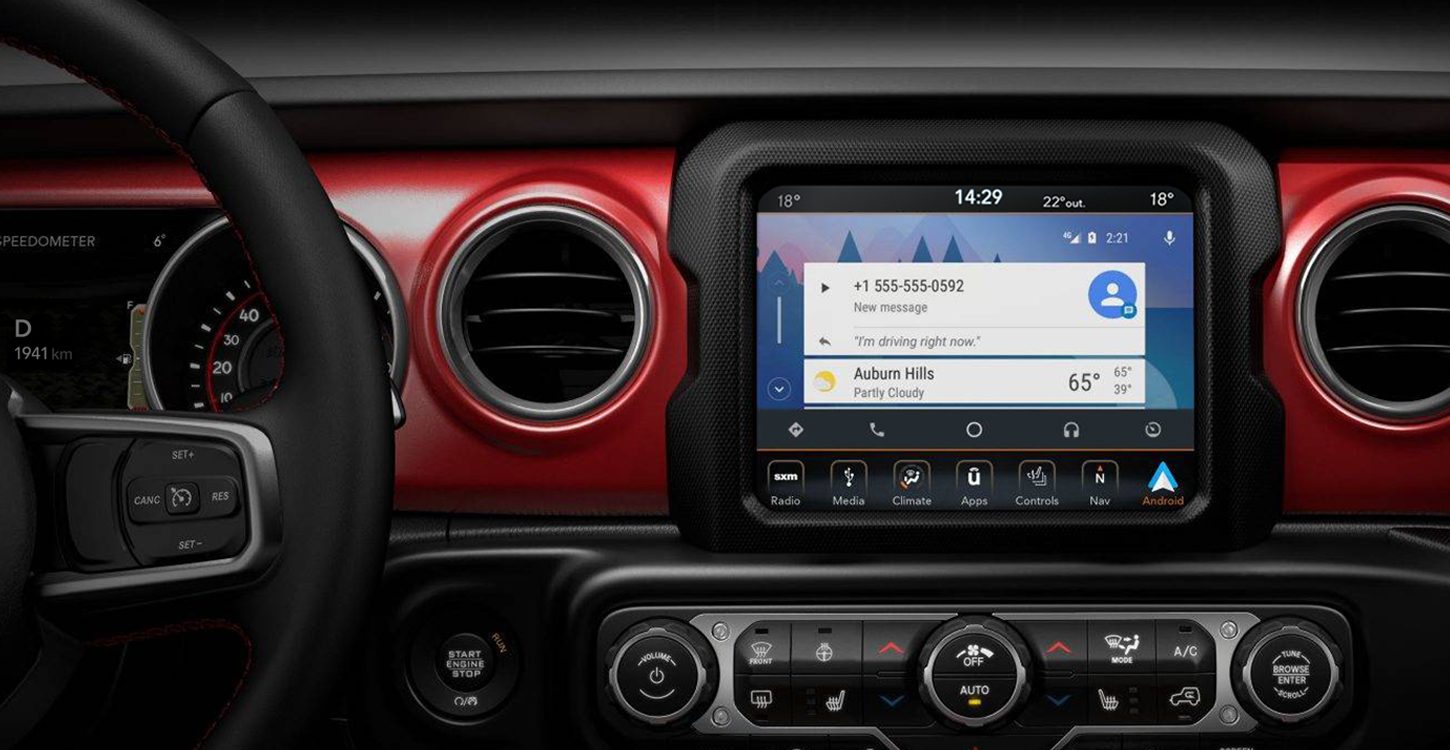 SPEEDOMETER
6°
F
D
1941 km
40
30
20
10
SET+
CANC
RES
SET-
18°
14:29
22°out.
18°
4G
2:21
+1 555-555-0592
New message
"I'm driving right now."
Auburn Hills
Partly Cloudy
65°
65°
39°
sxm
N
Radio
Media
Climate
Apps
Controls
Nav
Android
START
ENGINE
STOP
RUN
VOLUME
FRONT
OFF
AUTO
MODE
A/C
TUNE
BROWSE
ENTER
SCROLL
SCREEN